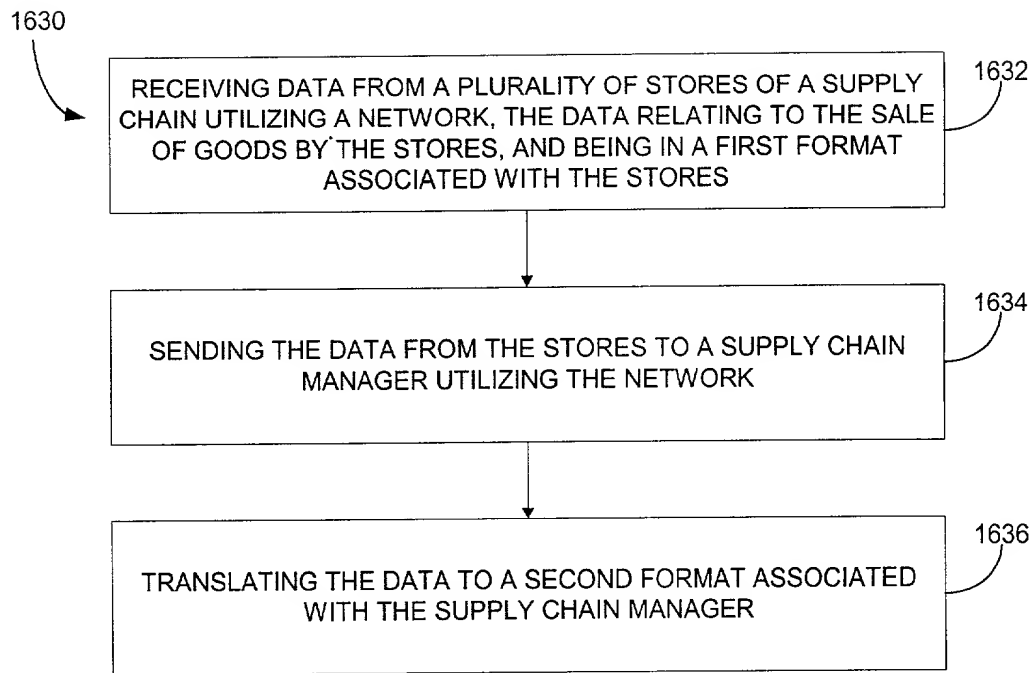 1630
RECEIVING DATA FROM A PLURALITY OF STORES OF A SUPPLY
CHAIN UTILIZING A NETWORK, THE DATA RELATING TO THE SALE
OF GOODS BY THE STORES, AND BEING IN A FIRST FORMAT
ASSOCIATED WITH THE STORES
1632
SENDING THE DATA FROM THE STORES TO A SUPPLY CHAIN
MANAGER UTILIZING THE NETWORK
1634
TRANSLATING THE DATA TO A SECOND FORMAT ASSOCIATED
WITH THE SUPPLY CHAIN MANAGER
1636